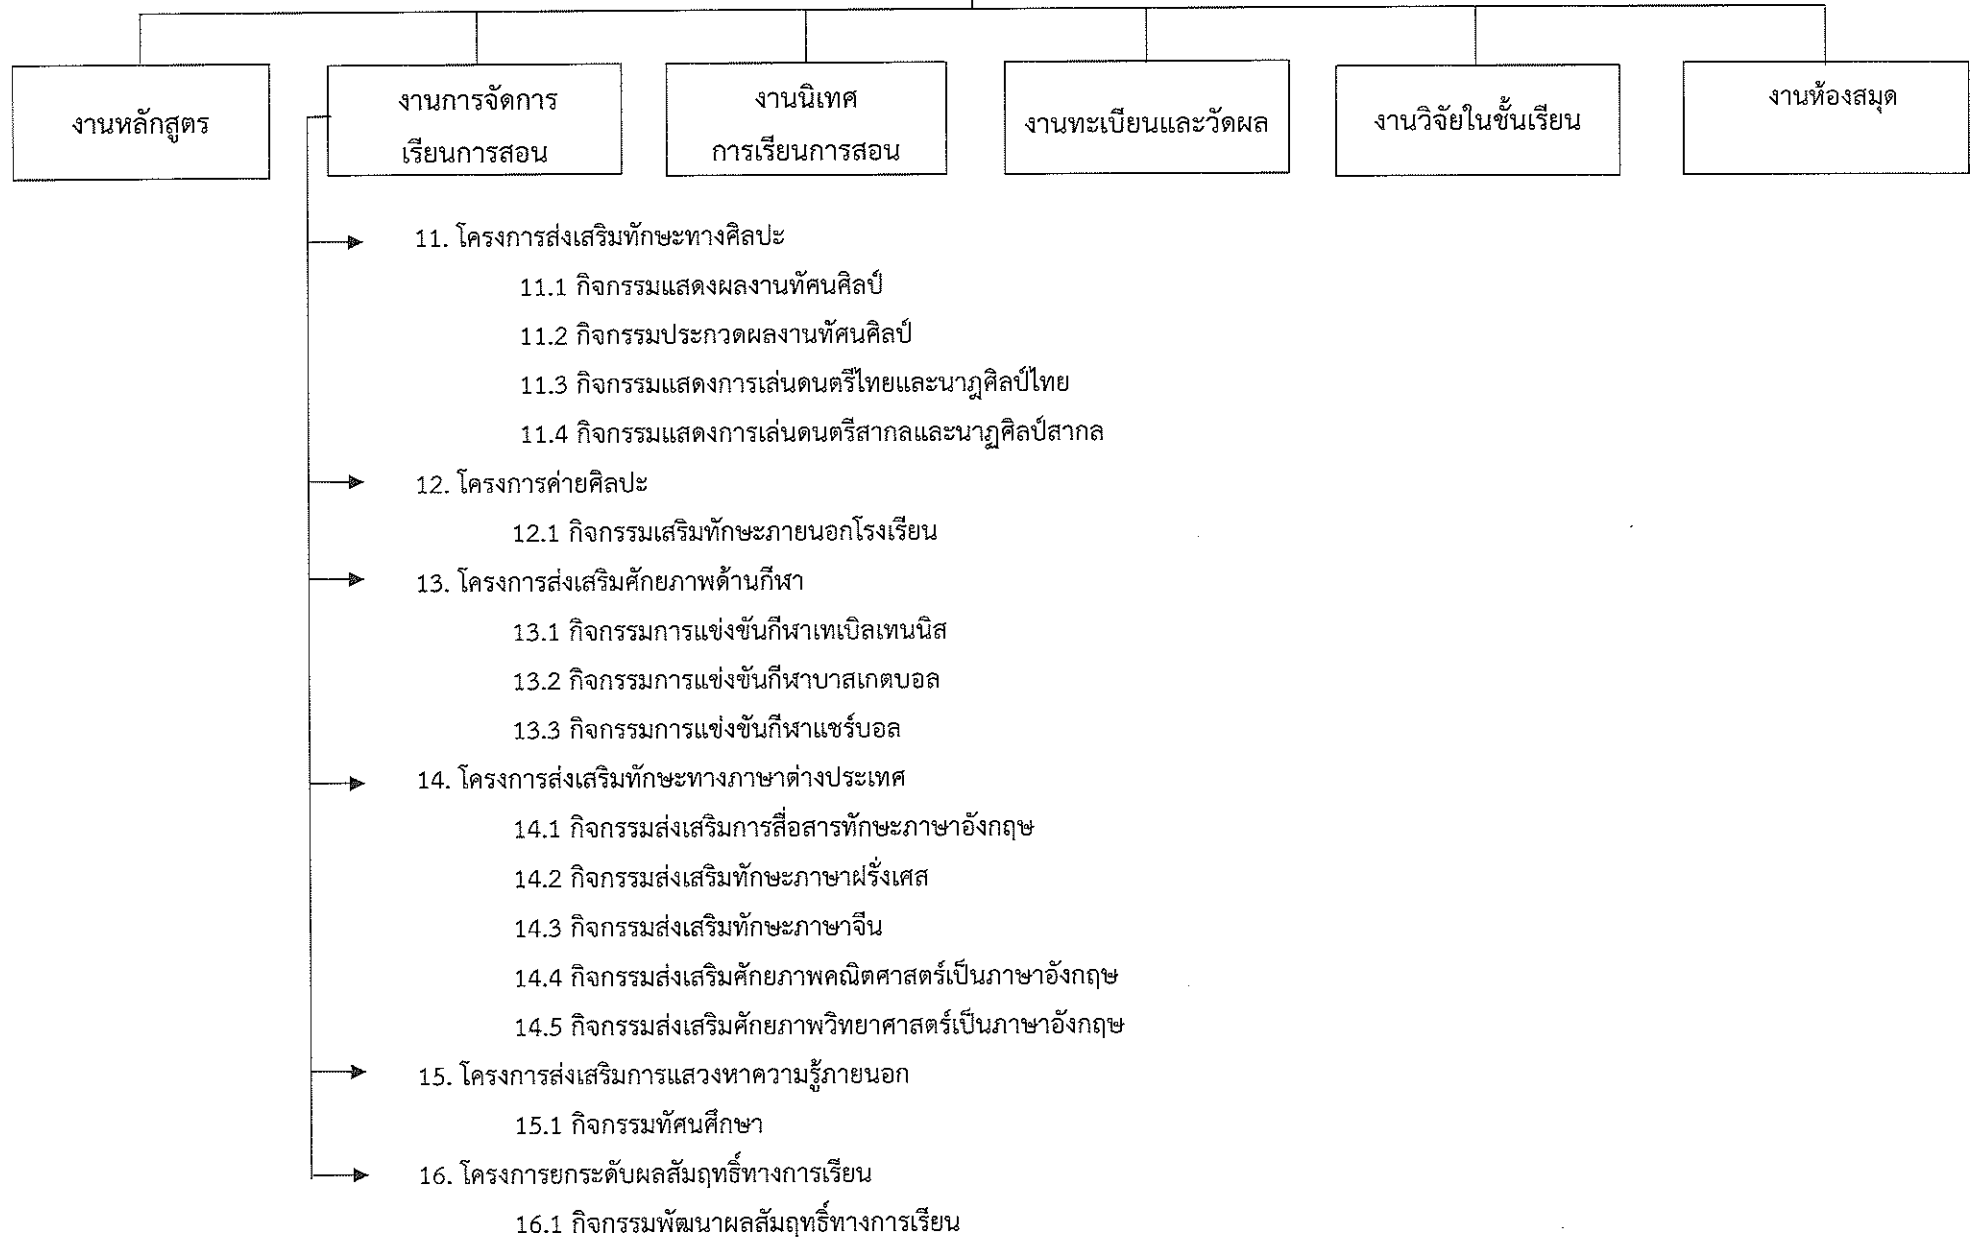 งานหลักสูตร
งานการจัดการ
เรียนการสอน
งานนิเทศ
การเรียนการสอน
งานทะเบียนและวัดผล
งานวิจัยในชั้นเรียน
งานห้องสมุด
11. โครงการส่งเสริมทักษะทางศิลปะ
11.1 กิจกรรมแสดงผลงานทัศนศิลป์
11.2 กิจกรรมประกวดผลงานทัศนศิลป์
11.3 กิจกรรมแสดงการเล่นดนตรีไทยและนาฎศิลป์ไทย
11.4 กิจกรรมแสดงการเล่นดนตรีสากลและนาฏศิลป์สากล
12. โครงการค่ายศิลปะ
12.1 กิจกรรมเสริมทักษะภายนอกโรงเรียน
13. โครงการส่งเสริมศักยภาพด้านกีฬา
13.1 กิจกรรมการแข่งขันกีฬาเทเบิลเทนนิส
13.2 กิจกรรมการแข่งขันกีฬาบาสเกตบอล
13.3 กิจกรรมการแข่งขันกีฬาแชร์บอล
14. โครงการส่งเสริมทักษะทางภาษาต่างประเทศ
14.1 กิจกรรมส่งเสริมการสื่อสารทักษะภาษาอังกฤษ
14.2 กิจกรรมส่งเสริมทักษะภาษาฝรั่งเศส
14.3 กิจกรรมส่งเสริมทักษะภาษาจีน
14.4 กิจกรรมส่งเสริมศักยภาพคณิตศาสตร์เป็นภาษาอังกฤษ
14.5 กิจกรรมส่งเสริมศักยภาพวิทยาศาสตร์เป็นภาษาอังกฤษ
15. โครงการส่งเสริมการแสวงหาความรู้ภายนอก
15.1 กิจกรรมทัศนศึกษา
16. โครงการยกระดับผลสัมฤทธิ์ทางการเรียน
16.1 กิจกรรมพัฒนาผลสัมฤทธิ์ทางการเรียน